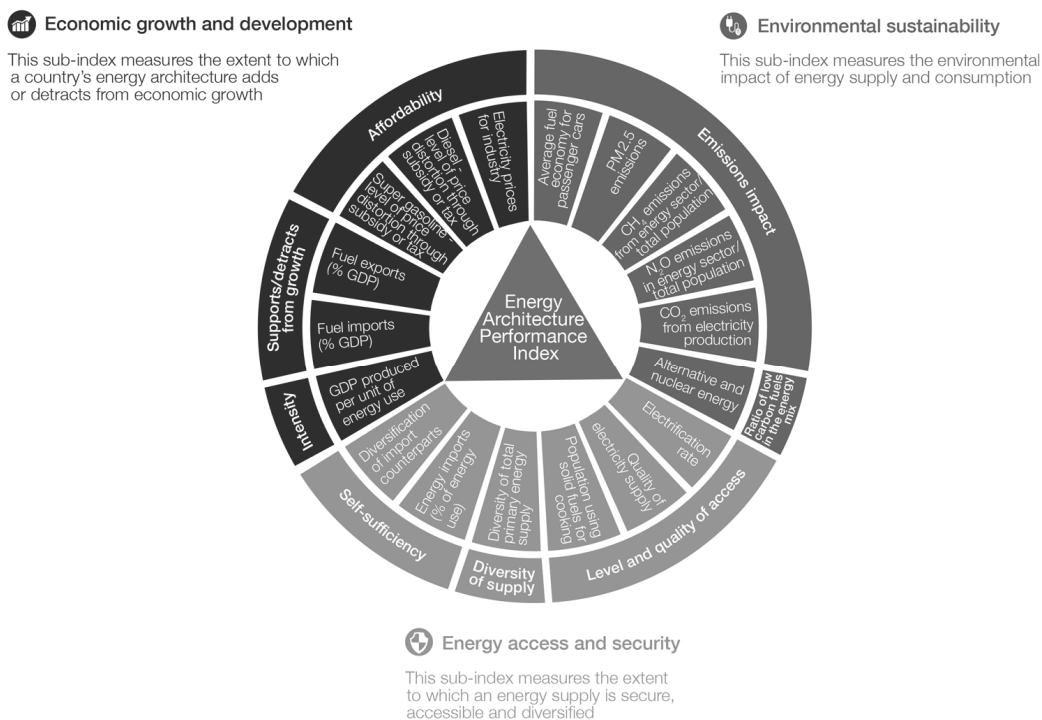 Economic growth and development
This sub-index measures the extent to which
a country's energy architecture adds
or detracts from economic growth
Environmental sustainability
This sub-index measures the environmental
impact of energy supply and consumption
Affordability
Super gasoline -
level of price
distortion through
subsidy or tax
Diesel -
level of price
distortion through
subsidy or tax
Electricity prices
for industry
Supports/detracts
from growth
Fuel exports
(% GDP)
Fuel imports
(% GDP)
Intensity
GDP produced
per unit of
energy use
Emissions impact
Average fuel
economy for
passenger cars
PM2.5
emissions
CH₄ emissions
from energy sector/
total population
N₂O emissions
in energy sector/
total population
CO₂ emissions
from electricity
production
Ratio of low
carbon fuels
in the energy
mix
Alternative and
nuclear energy
Energy
Architecture
Performance
Index
Level and quality of access
Electrification
rate
Quality of
electricity supply
Population using
solid fuels for
cooking
Diversity
of supply
Diversity of total
primary energy
supply
Self-sufficiency
Energy imports
(% of energy
use)
Diversification
of import
counterparts
Energy access and security
This sub-index measures the extent
to which an energy supply is secure,
accessible and diversified